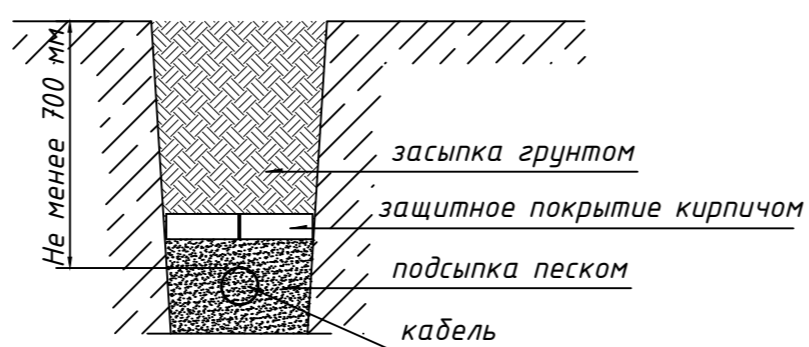 Не менее 700 мм
засыпка грунтом
защитное покрытие кирпичом
подсыпка песком
кабель